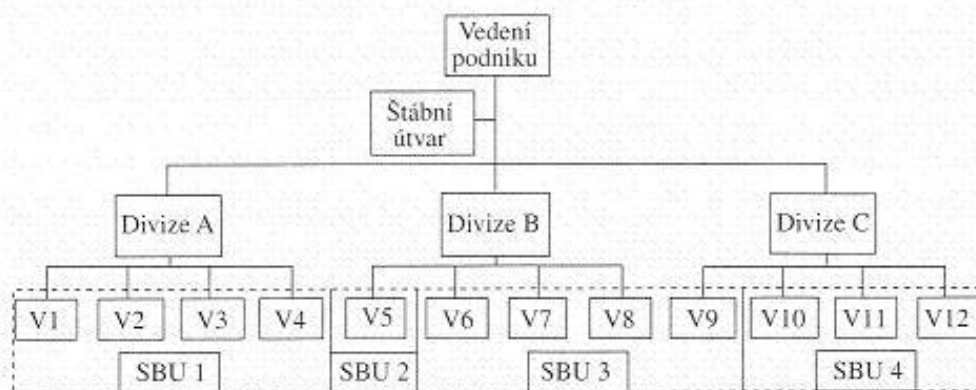 Vedení
podniku
Štábní
útvar
Divize A
Divize B
Divize C
V1
V2
V3
V4
V5
V6
V7
V8
V9
V10
V11
V12
SBU 1
SBU 2
SBU 3
SBU 4